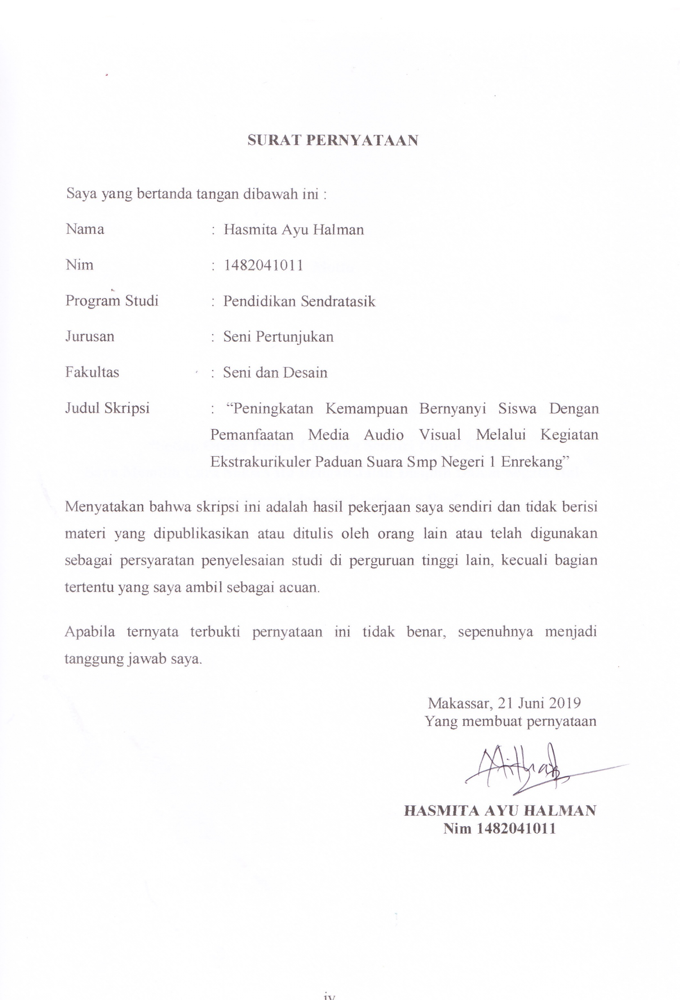 SURAT PERNYATAAN
Saya yang bertanda tangan dibawah ini :
Nama : Hasmita Ayu Halman
Nim : 1482041011
Program Studi : Pendidikan Sendratasik
Jurusan : Seni Pertunjukan
Fakultas : Seni dan Desain
Judul Skripsi : “Peningkatan Kemampuan Bernyanyi Siswa Dengan
Pemanfaatan Media Audio Visual Melalui Kegiatan
Ekstrakurikuler Paduan Suara Smp Negeri 1 Enrekang”
Menyatakan bahwa skripsi ini adalah hasil pekerjaan saya sendiri dan tidak berisi
materi yang dipublikasikan atau ditulis oleh orang lain atau telah digunakan
sebagai persyaratan penyelesaian studi di perguruan tinggi lain, kecuali bagian
tertentu yang saya ambil sebagai acuan.
Apabila ternyata terbukti pernyataan ini tidak benar, sepenuhnya menjadi
tanggung jawab saya.
Makassar, 21 Juni 2019
Yang membuat pernyataan
HASMITA AYU HALMAN
Nim 1482041011
iv